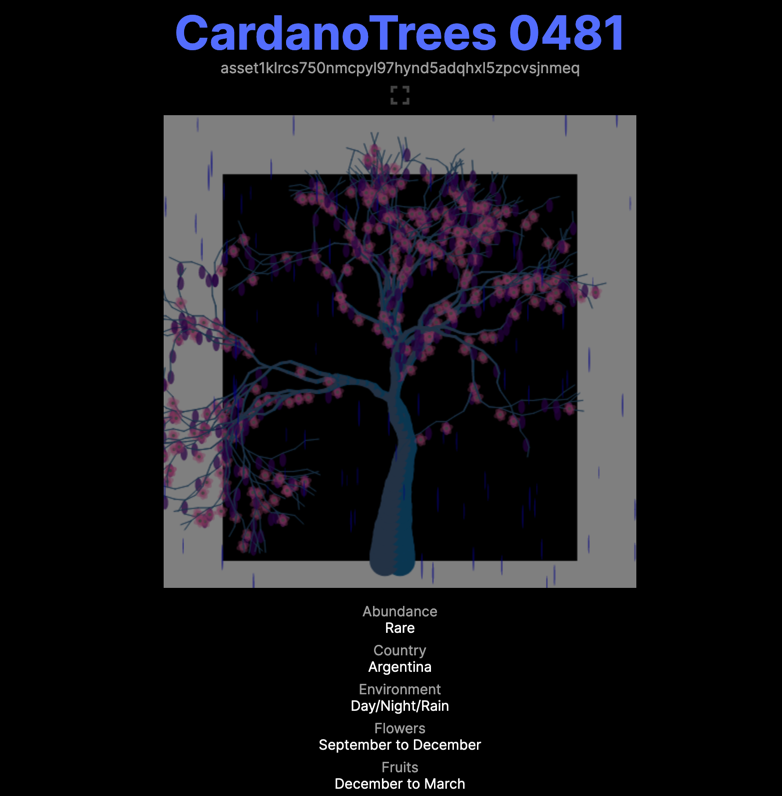 CardanoTrees 0481
asset1klrcs750nmcpyl97hynd5adqhxl5zpcvsjnmeq
Abundance
Rare
Country
Argentina
Environment
Day/Night/Rain
Flowers
September to December
Fruits
December to March